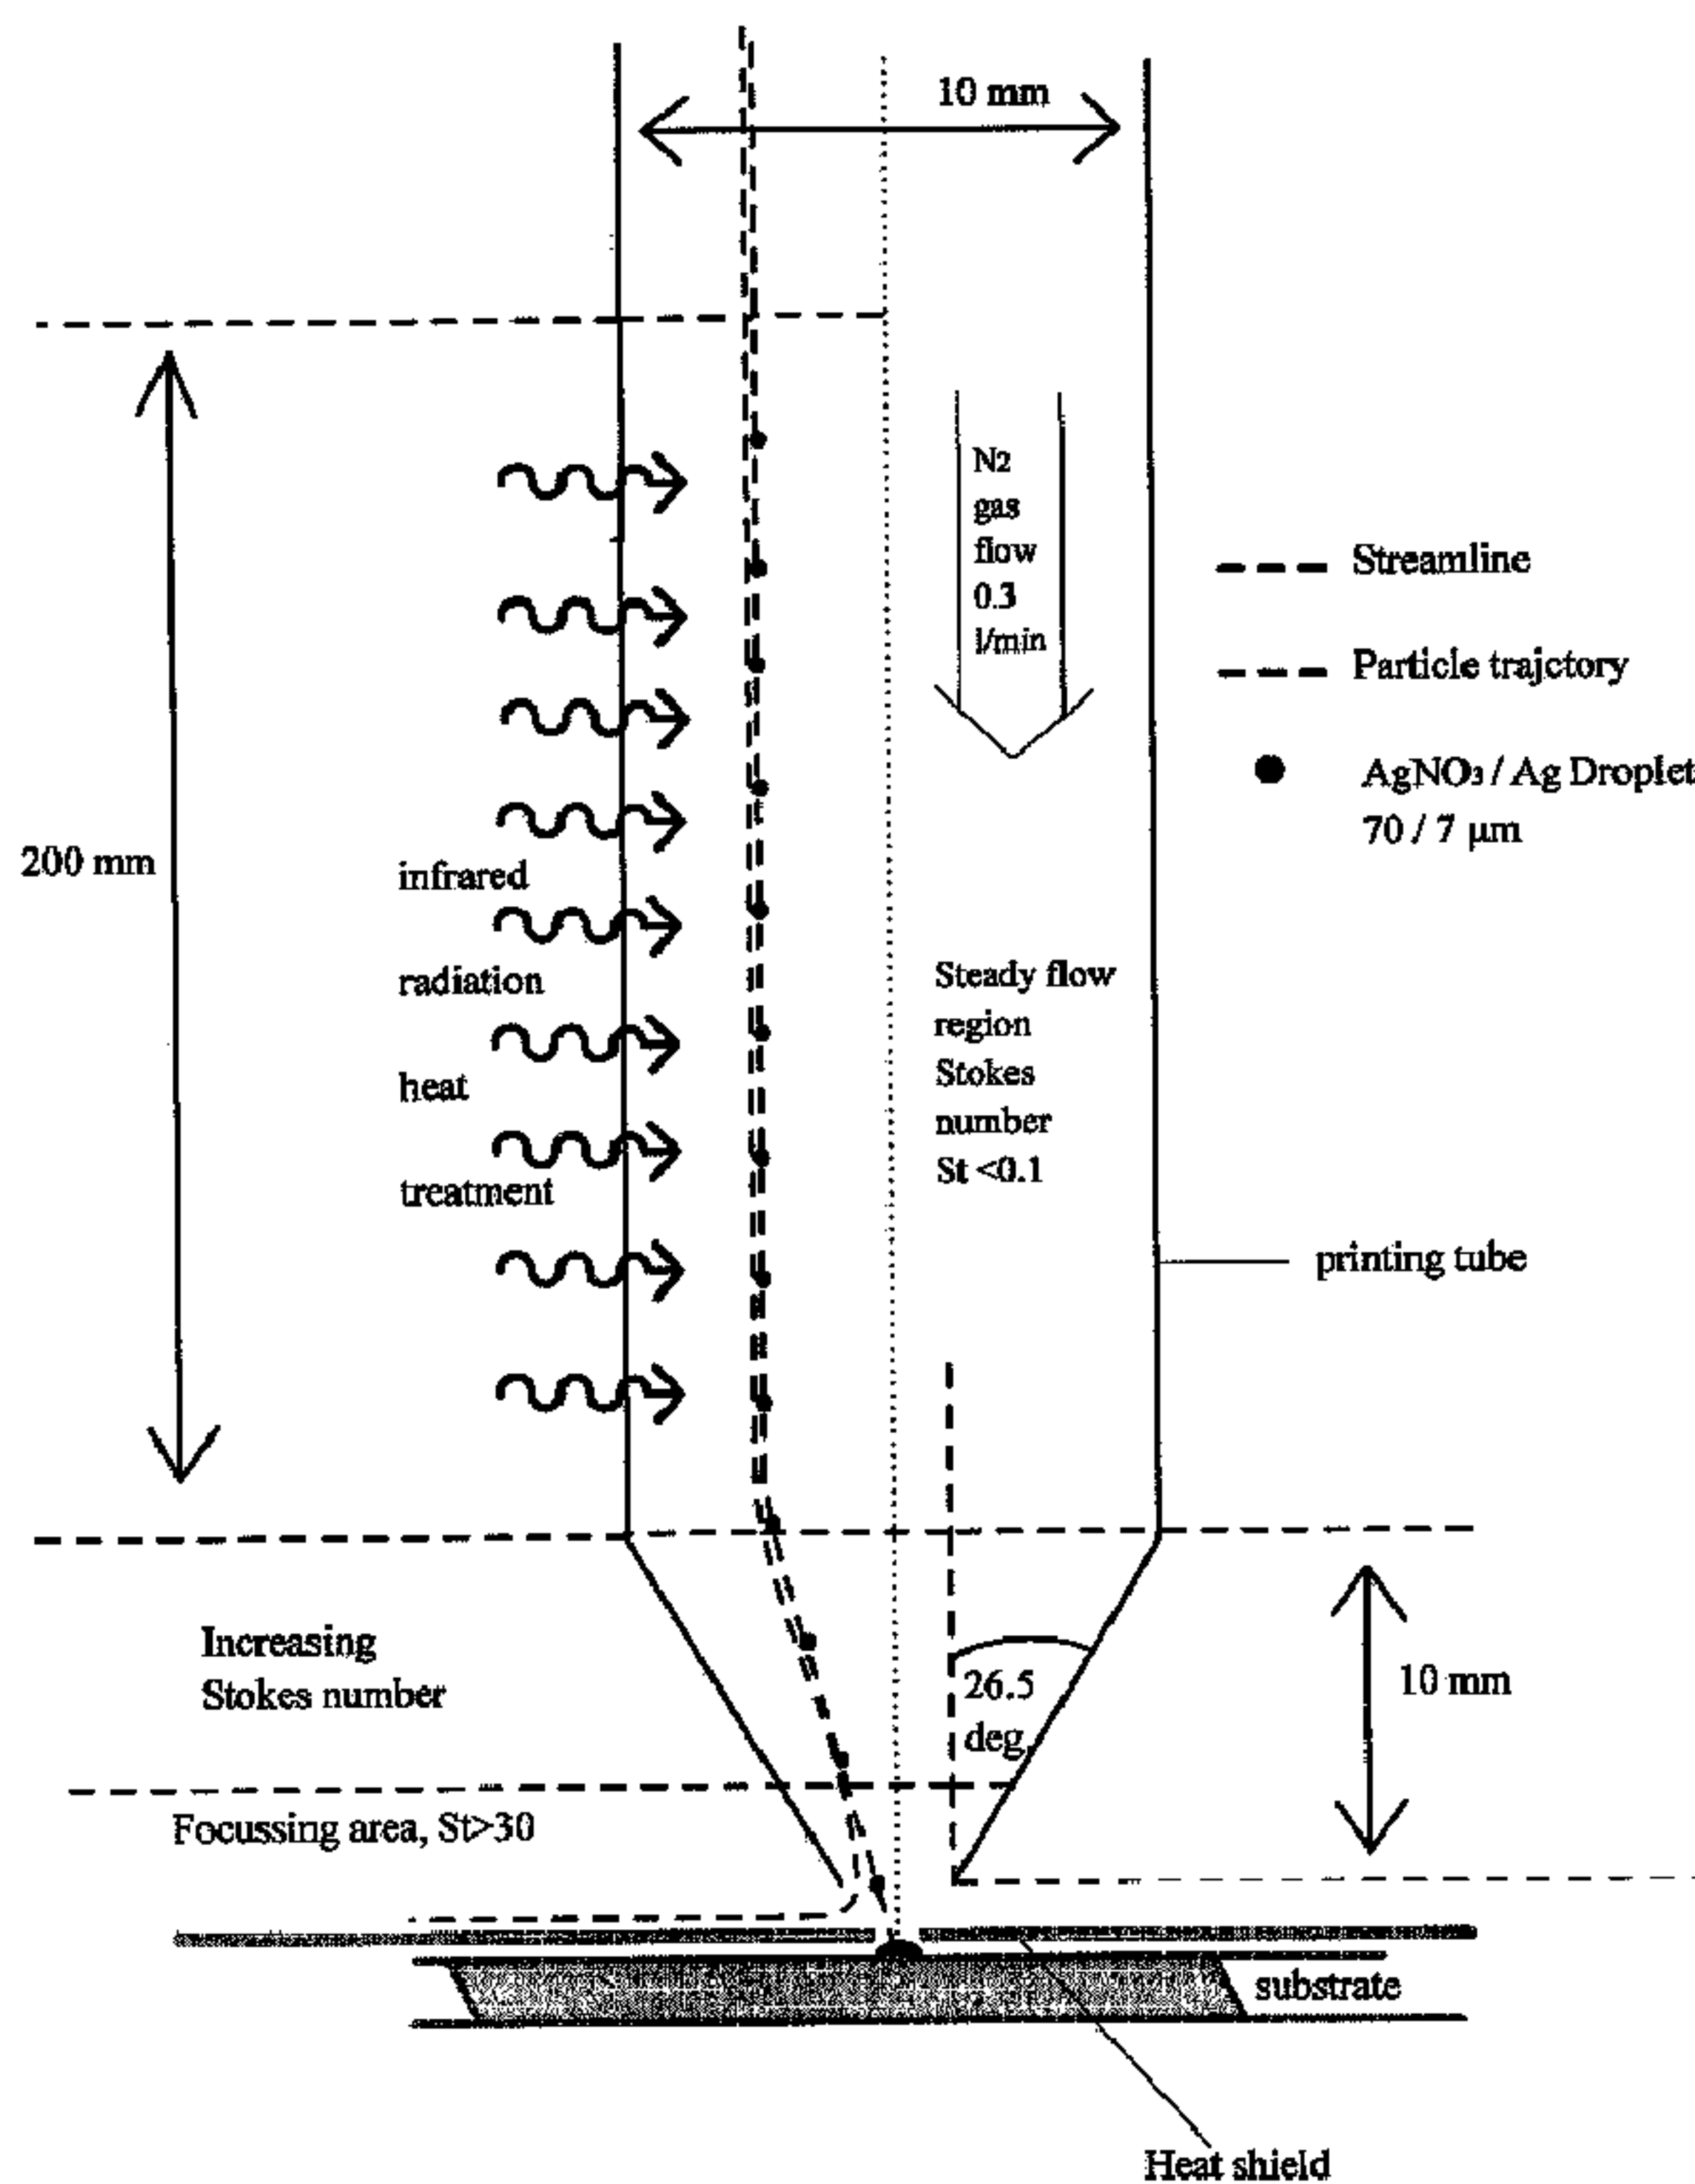 10 mm
N2
gas
flow
0.3
l/min
Streamline
Particle trajctory
AgNO3 / Ag Droplet
70 / 7 µm
200 mm
infrared
radiation
heat
treatment
Steady flow
region
Stokes
number
St <0.1
printing tube
Increasing
Stokes number
26.5
deg.
10 mm
Focussing area, St>30
substrate
Heat shield